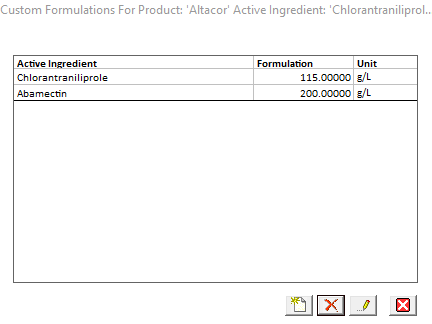 Custom Formulations For Product: 'Altacor' Active Ingredient: 'Chlorantraniliprol..
Active Ingredient Formulation Unit
Chlorantraniliprole 115.00000 g/L
Abamectin 200.00000 g/L